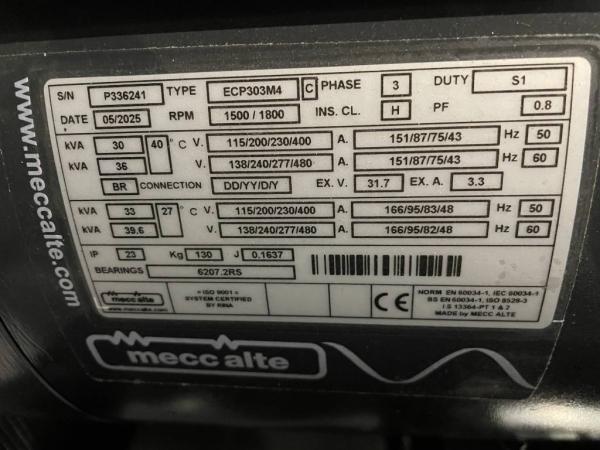 S/N P336241 TYPE ECP303M4 C PHASE 3 DUTY S1
DATE 05/2025 RPM 1500 / 1800 INS. CL. H PF 0.8
kVA 30 40 °C V. 115/200/230/400 A. 151/87/75/43 Hz 50
kVA 36 V. 138/240/277/480 A. 151/87/75/43 Hz 60
BR CONNECTION DD/YY/D/Y EX. V. 31.7 EX. A. 3.3
kVA 33 27 °C V. 115/200/230/400 A. 166/95/83/48 Hz 50
kVA 39.6 V. 138/240/277/480 A. 166/95/82/48 Hz 60
IP 23 Kg 130 J 0.1637
BEARINGS 6207.2RS
mecc alte
www.meccalte.com
= ISO 9001 =
SYSTEM CERTIFIED
BY RINA
CE
NORM EN 60034-1, IEC 60034-1
BS EN 60034-1, ISO 8528-3
I.S 13364-PT 1 & 2
MADE BY MECC ALTE
www.meccalte.com
mecc alte